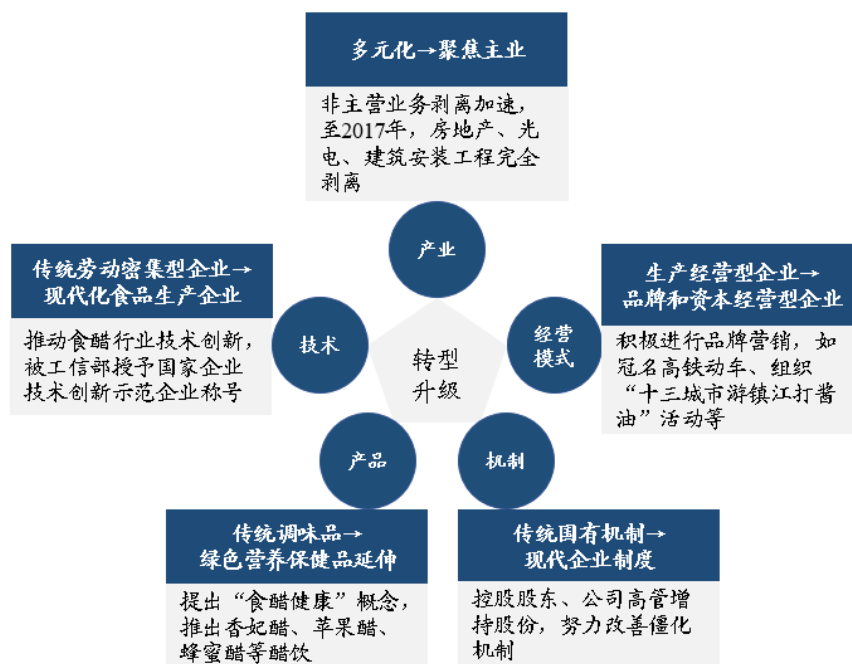 多元化→聚焦主业
非主营业务剥离加速，
至2017年，房地产、光
电、建筑安装工程完全
剥离
产业
传统劳动密集型企业→
现代化食品生产企业
推动食醋行业技术创新，
被工信部授予国家企业
技术创新示范企业称号
技术
转型
升级
经营
模式
生产经营型企业→
品牌和资本经营型企业
积极进行品牌营销，如
冠名高铁动车、组织
“十三城市游镇江打酱
油”活动等
产品
机制
传统调味品→
绿色营养保健品延伸
提出“食醋健康”概念，
推出香妃醋、苹果醋、
蜂蜜醋等醋饮
传统国有机制→
现代企业制度
控股股东、公司高管增
持股份，努力改善僵化
机制